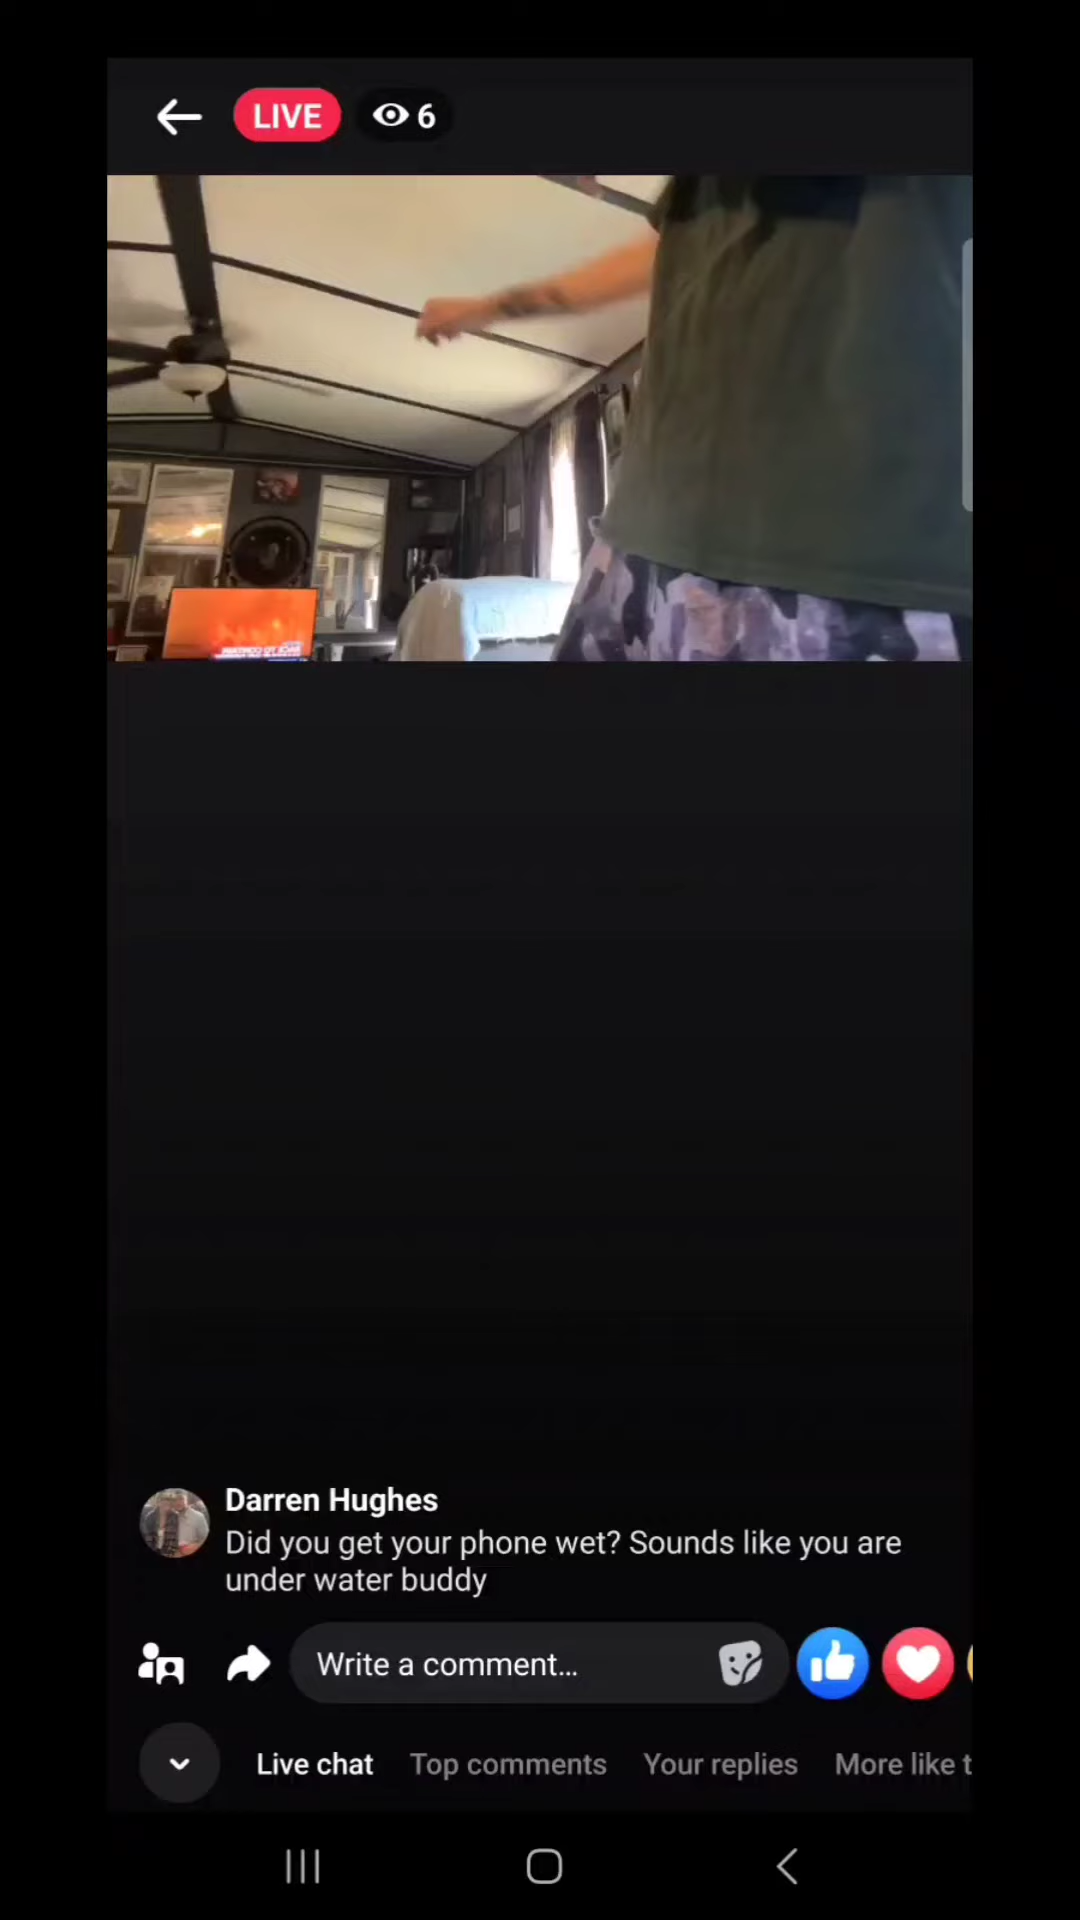 LIVE 6
Darren Hughes
Did you get your phone wet? Sounds like you are
under water buddy
Write a comment...
Live chat Top comments Your replies More like t